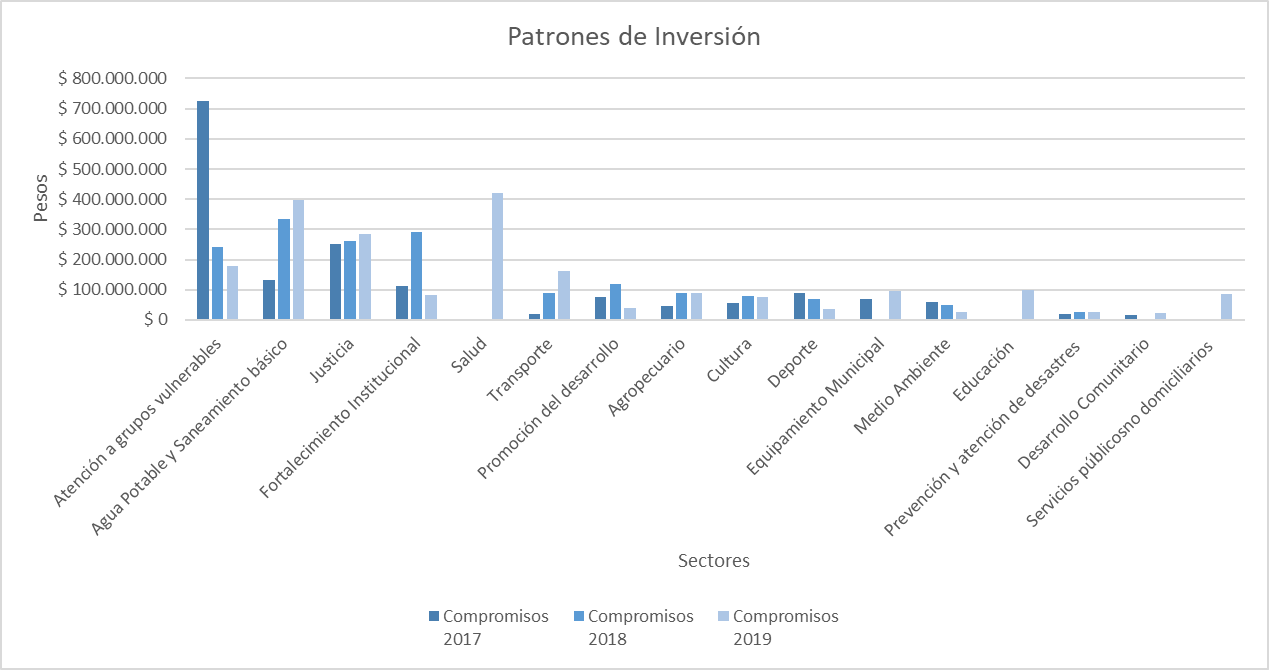 Patrones de Inversión
$ 800.000.000
$ 700.000.000
$ 600.000.000
$ 500.000.000
$ 400.000.000
$ 300.000.000
$ 200.000.000
$ 100.000.000
$ 0
Pesos
Atención a grupos vulnerables
Agua Potable y Saneamiento básico
Justicia
Fortalecimiento Institucional
Salud
Transporte
Promoción del desarrollo
Agropecuario
Cultura
Deporte
Equipamiento Municipal
Medio Ambiente
Educación
Prevención y atención de desastres
Desarrollo Comunitario
Servicios públicosno domiciliarios
Sectores
Compromisos
2017
Compromisos
2018
Compromisos
2019